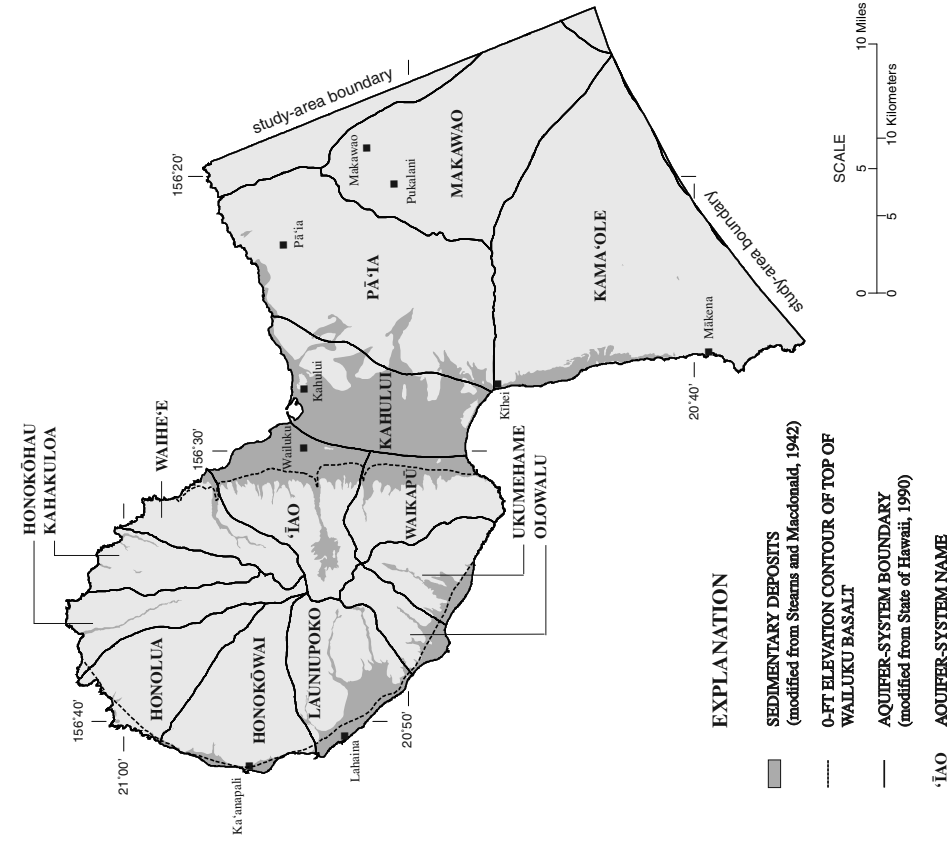 HONOKŌHAU
KAHAKULOA
WAIHEʻE
156°30'
156°20'
156°40'
21°00'
20°50'
20°40'
study-area boundary
study-area boundary
HONOLUA
HONOKŌWAI
LAUNIUPOKO
ʻĪAO
WAIKAPŪ
UKUMEHAME
OLOWALU
KAHULUI
PĀʻIA
MAKAWAO
KAMAʻOLE
Kaʻanapali
Lahaina
Wailuku
Kahului
Pāʻia
Makawao
Pukalani
Kīhei
Mākena
SCALE
0
5
10 Miles
0
5
10 Kilometers
EXPLANATION
SEDIMENTARY DEPOSITS
(modified from Stearns and Macdonald, 1942)
0-FT ELEVATION CONTOUR OF TOP OF
WAILUKU BASALT
AQUIFER-SYSTEM BOUNDARY
(modified from State of Hawaii, 1990)
ʻĪAO AQUIFER-SYSTEM NAME